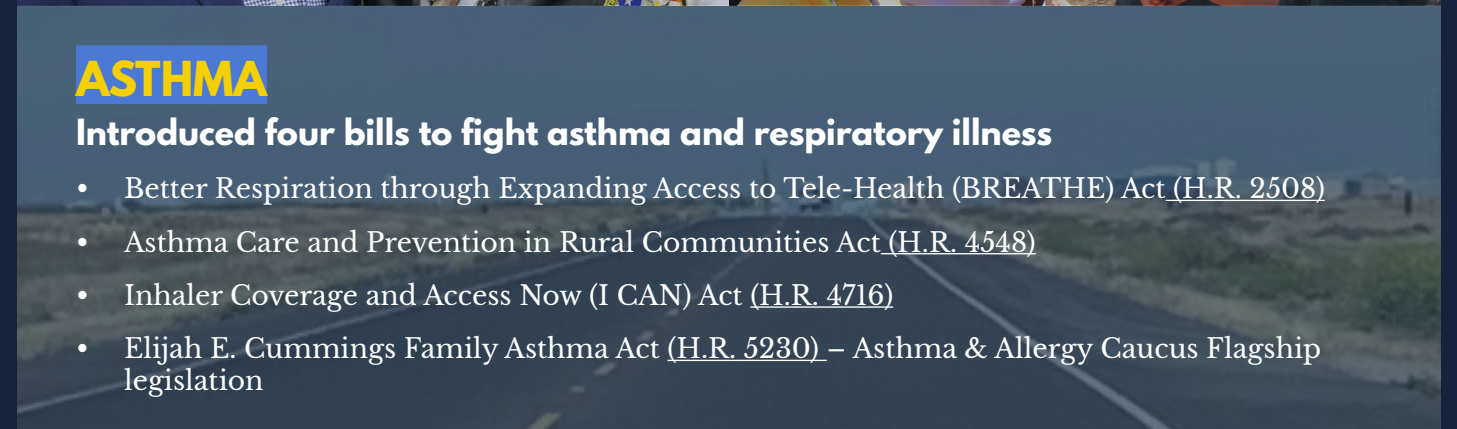 ASTHMA
Introduced four bills to fight asthma and respiratory illness
• Better Respiration through Expanding Access to Tele-Health (BREATHE) Act (H.R. 2508)
• Asthma Care and Prevention in Rural Communities Act (H.R. 4548)
• Inhaler Coverage and Access Now (I CAN) Act (H.R. 4716)
• Elijah E. Cummings Family Asthma Act (H.R. 5230) – Asthma & Allergy Caucus Flagship
legislation